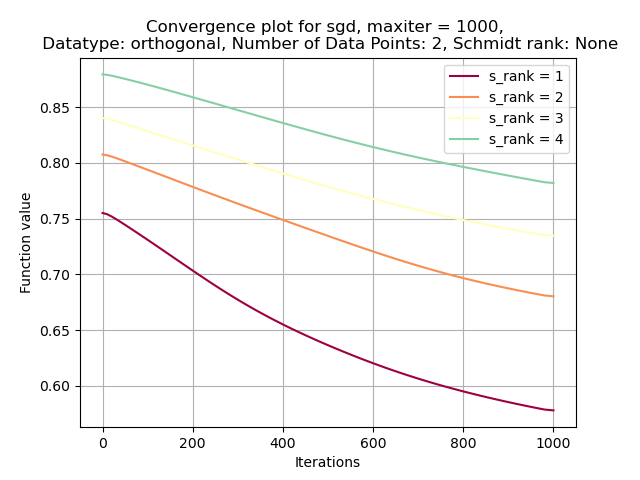 Convergence plot for sgd, maxiter = 1000,
Datatype: orthogonal, Number of Data Points: 2, Schmidt rank: None
s_rank = 1
s_rank = 2
s_rank = 3
s_rank = 4
Function value
0.85
0.80
0.75
0.70
0.65
0.60
0 200 400 600 800 1000
Iterations